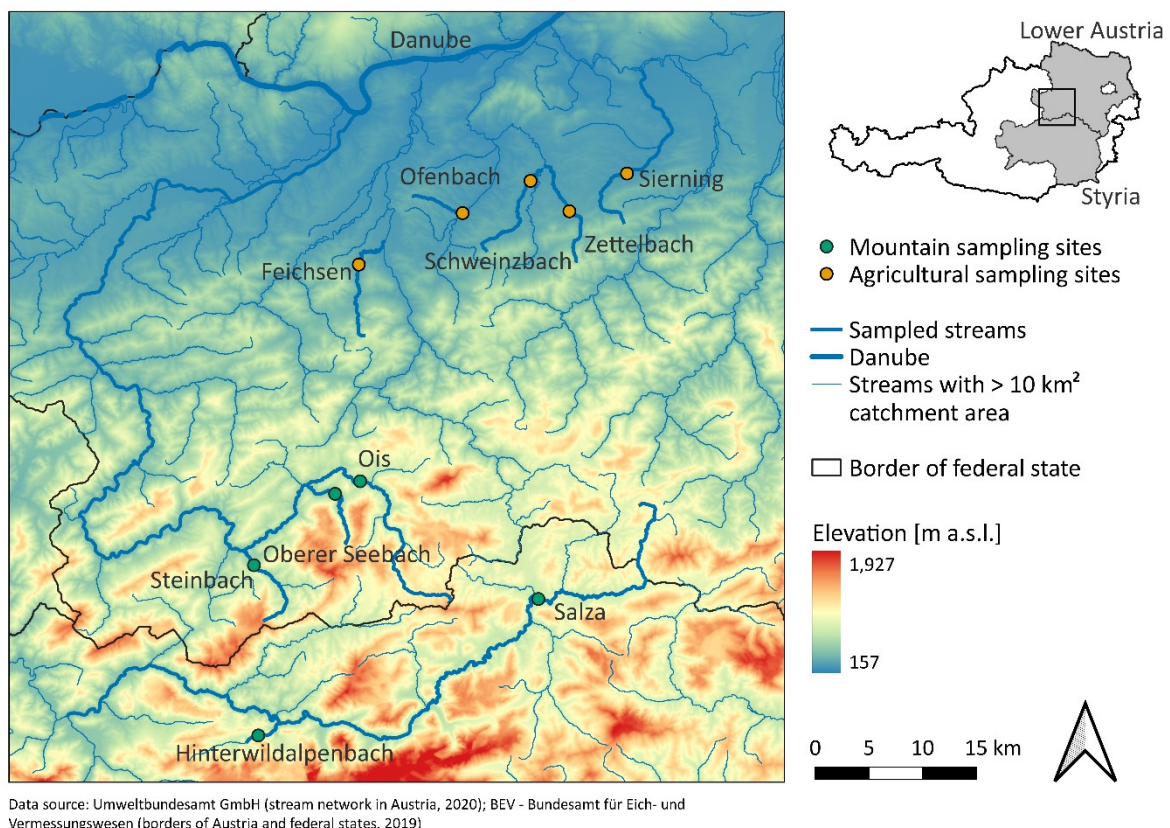 Danube
Ofenbach
Sierning
Schweinzbach
Zettelbach
Feichsen
Ois
Oberer Seebach
Steinbach
Salza
Hinterwildalpenbach
Lower Austria
Styria
Mountain sampling sites
Agricultural sampling sites
Sampled streams
Danube
Streams with > 10 km²
catchment area
Border of federal state
Elevation [m a.s.l.]
1,927
157
0 5 10 15 km
Data source: Umweltbundesamt GmbH (stream network in Austria, 2020); BEV - Bundesamt für Eich- und
Vermessungswesen (borders of Austria and federal states, 2019)